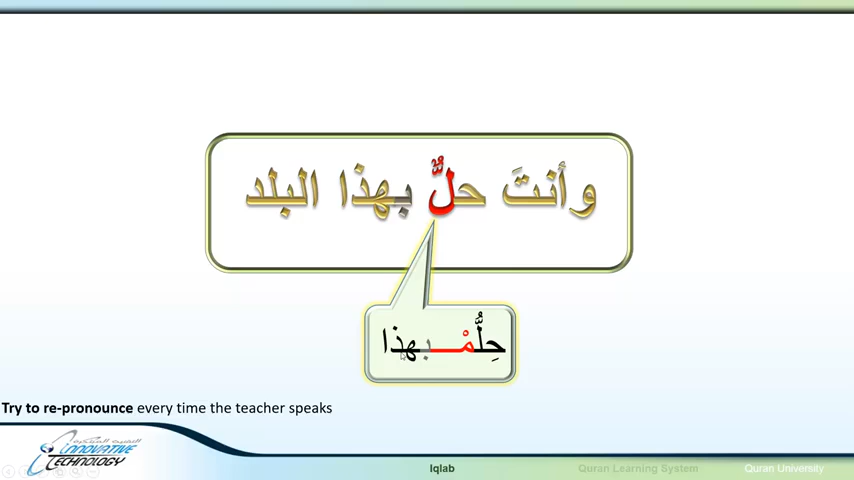 وأنتَ حلٌّ بهذا البلد
حِلُّمْـبهذا
Try to re-pronounce every time the teacher speaks
INNOVATIVE
TECHNOLOGY
Iqlab
Quran Learning System
Quran University